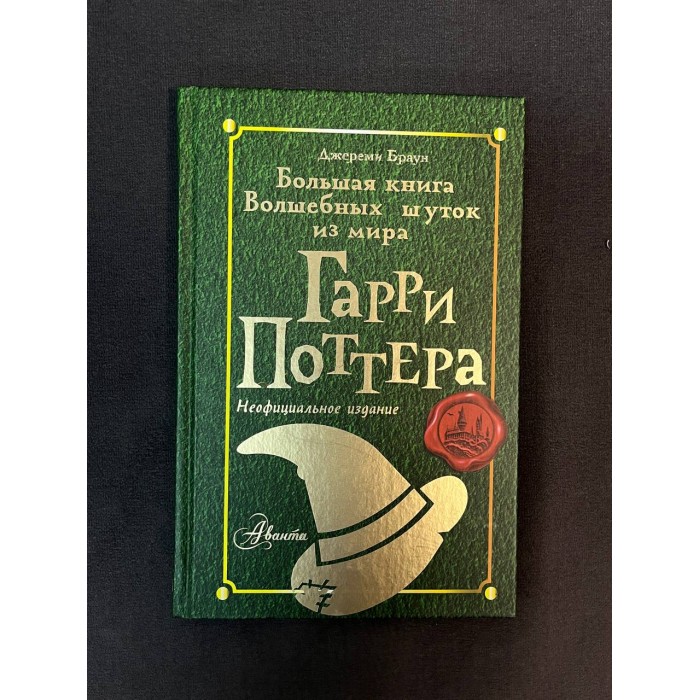 Джереми Браун
Большая книга
Волшебных шуток
из мира
Гарри
Поттера
Неофициальное издание
Аванта